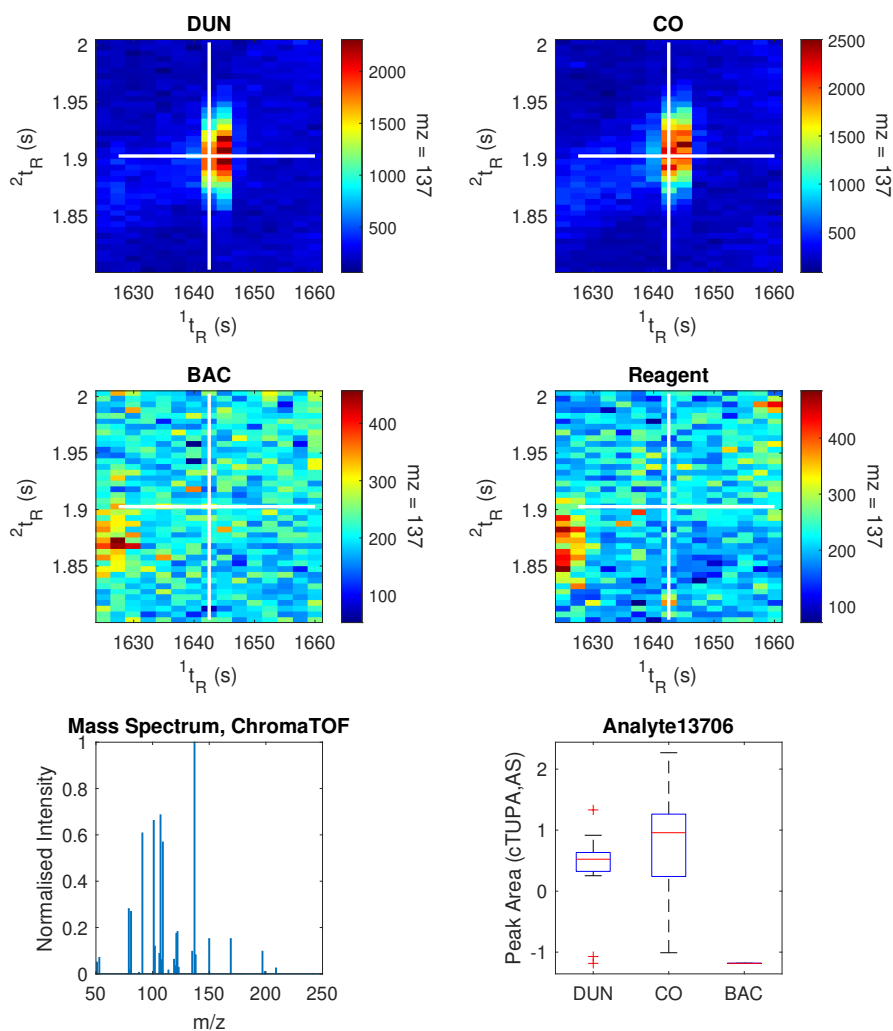 DUN
2
1.95
1.9
1.85
²tR (s)
1630 1640 1650 1660
¹tR (s)
2000
1500
1000
500
mz = 137
CO
2
1.95
1.9
1.85
²tR (s)
1630 1640 1650 1660
¹tR (s)
2500
2000
1500
1000
500
mz = 137
BAC
2
1.95
1.9
1.85
²tR (s)
1630 1640 1650 1660
¹tR (s)
400
300
200
100
mz = 137
Reagent
2
1.95
1.9
1.85
²tR (s)
1630 1640 1650 1660
¹tR (s)
400
300
200
100
mz = 137
Mass Spectrum, ChromaTOF
1
0.8
0.6
0.4
0.2
0
Normalised Intensity
50 100 150 200 250
m/z
Analyte13706
2
1
0
-1
Peak Area (cTUPA,AS)
DUN CO BAC